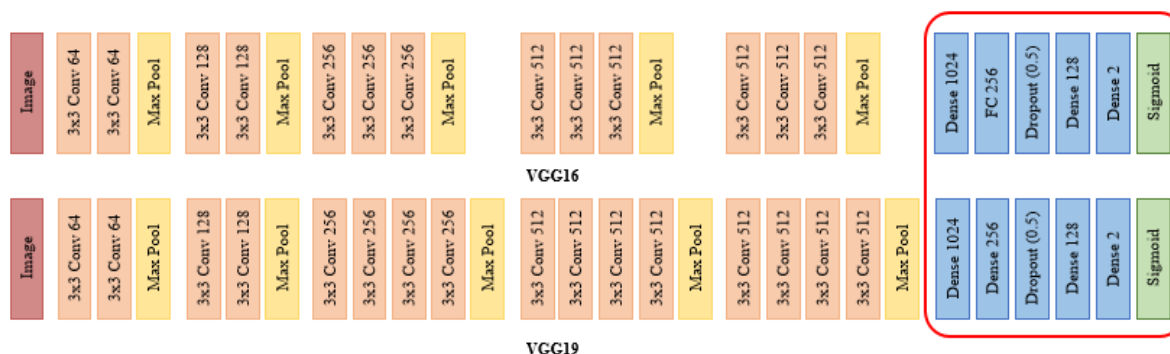 Image
3x3 Conv 64
3x3 Conv 64
Max Pool
3x3 Conv 128
3x3 Conv 128
Max Pool
3x3 Conv 256
3x3 Conv 256
3x3 Conv 256
Max Pool
3x3 Conv 512
3x3 Conv 512
3x3 Conv 512
Max Pool
3x3 Conv 512
3x3 Conv 512
3x3 Conv 512
Max Pool
Dense 1024
FC 256
Dropout (0.5)
Dense 128
Dense 2
Sigmoid
VGG16
Image
3x3 Conv 64
3x3 Conv 64
Max Pool
3x3 Conv 128
3x3 Conv 128
Max Pool
3x3 Conv 256
3x3 Conv 256
3x3 Conv 256
3x3 Conv 256
Max Pool
3x3 Conv 512
3x3 Conv 512
3x3 Conv 512
3x3 Conv 512
Max Pool
3x3 Conv 512
3x3 Conv 512
3x3 Conv 512
3x3 Conv 512
Max Pool
Dense 1024
Dense 256
Dropout (0.5)
Dense 128
Dense 2
Sigmoid
VGG19